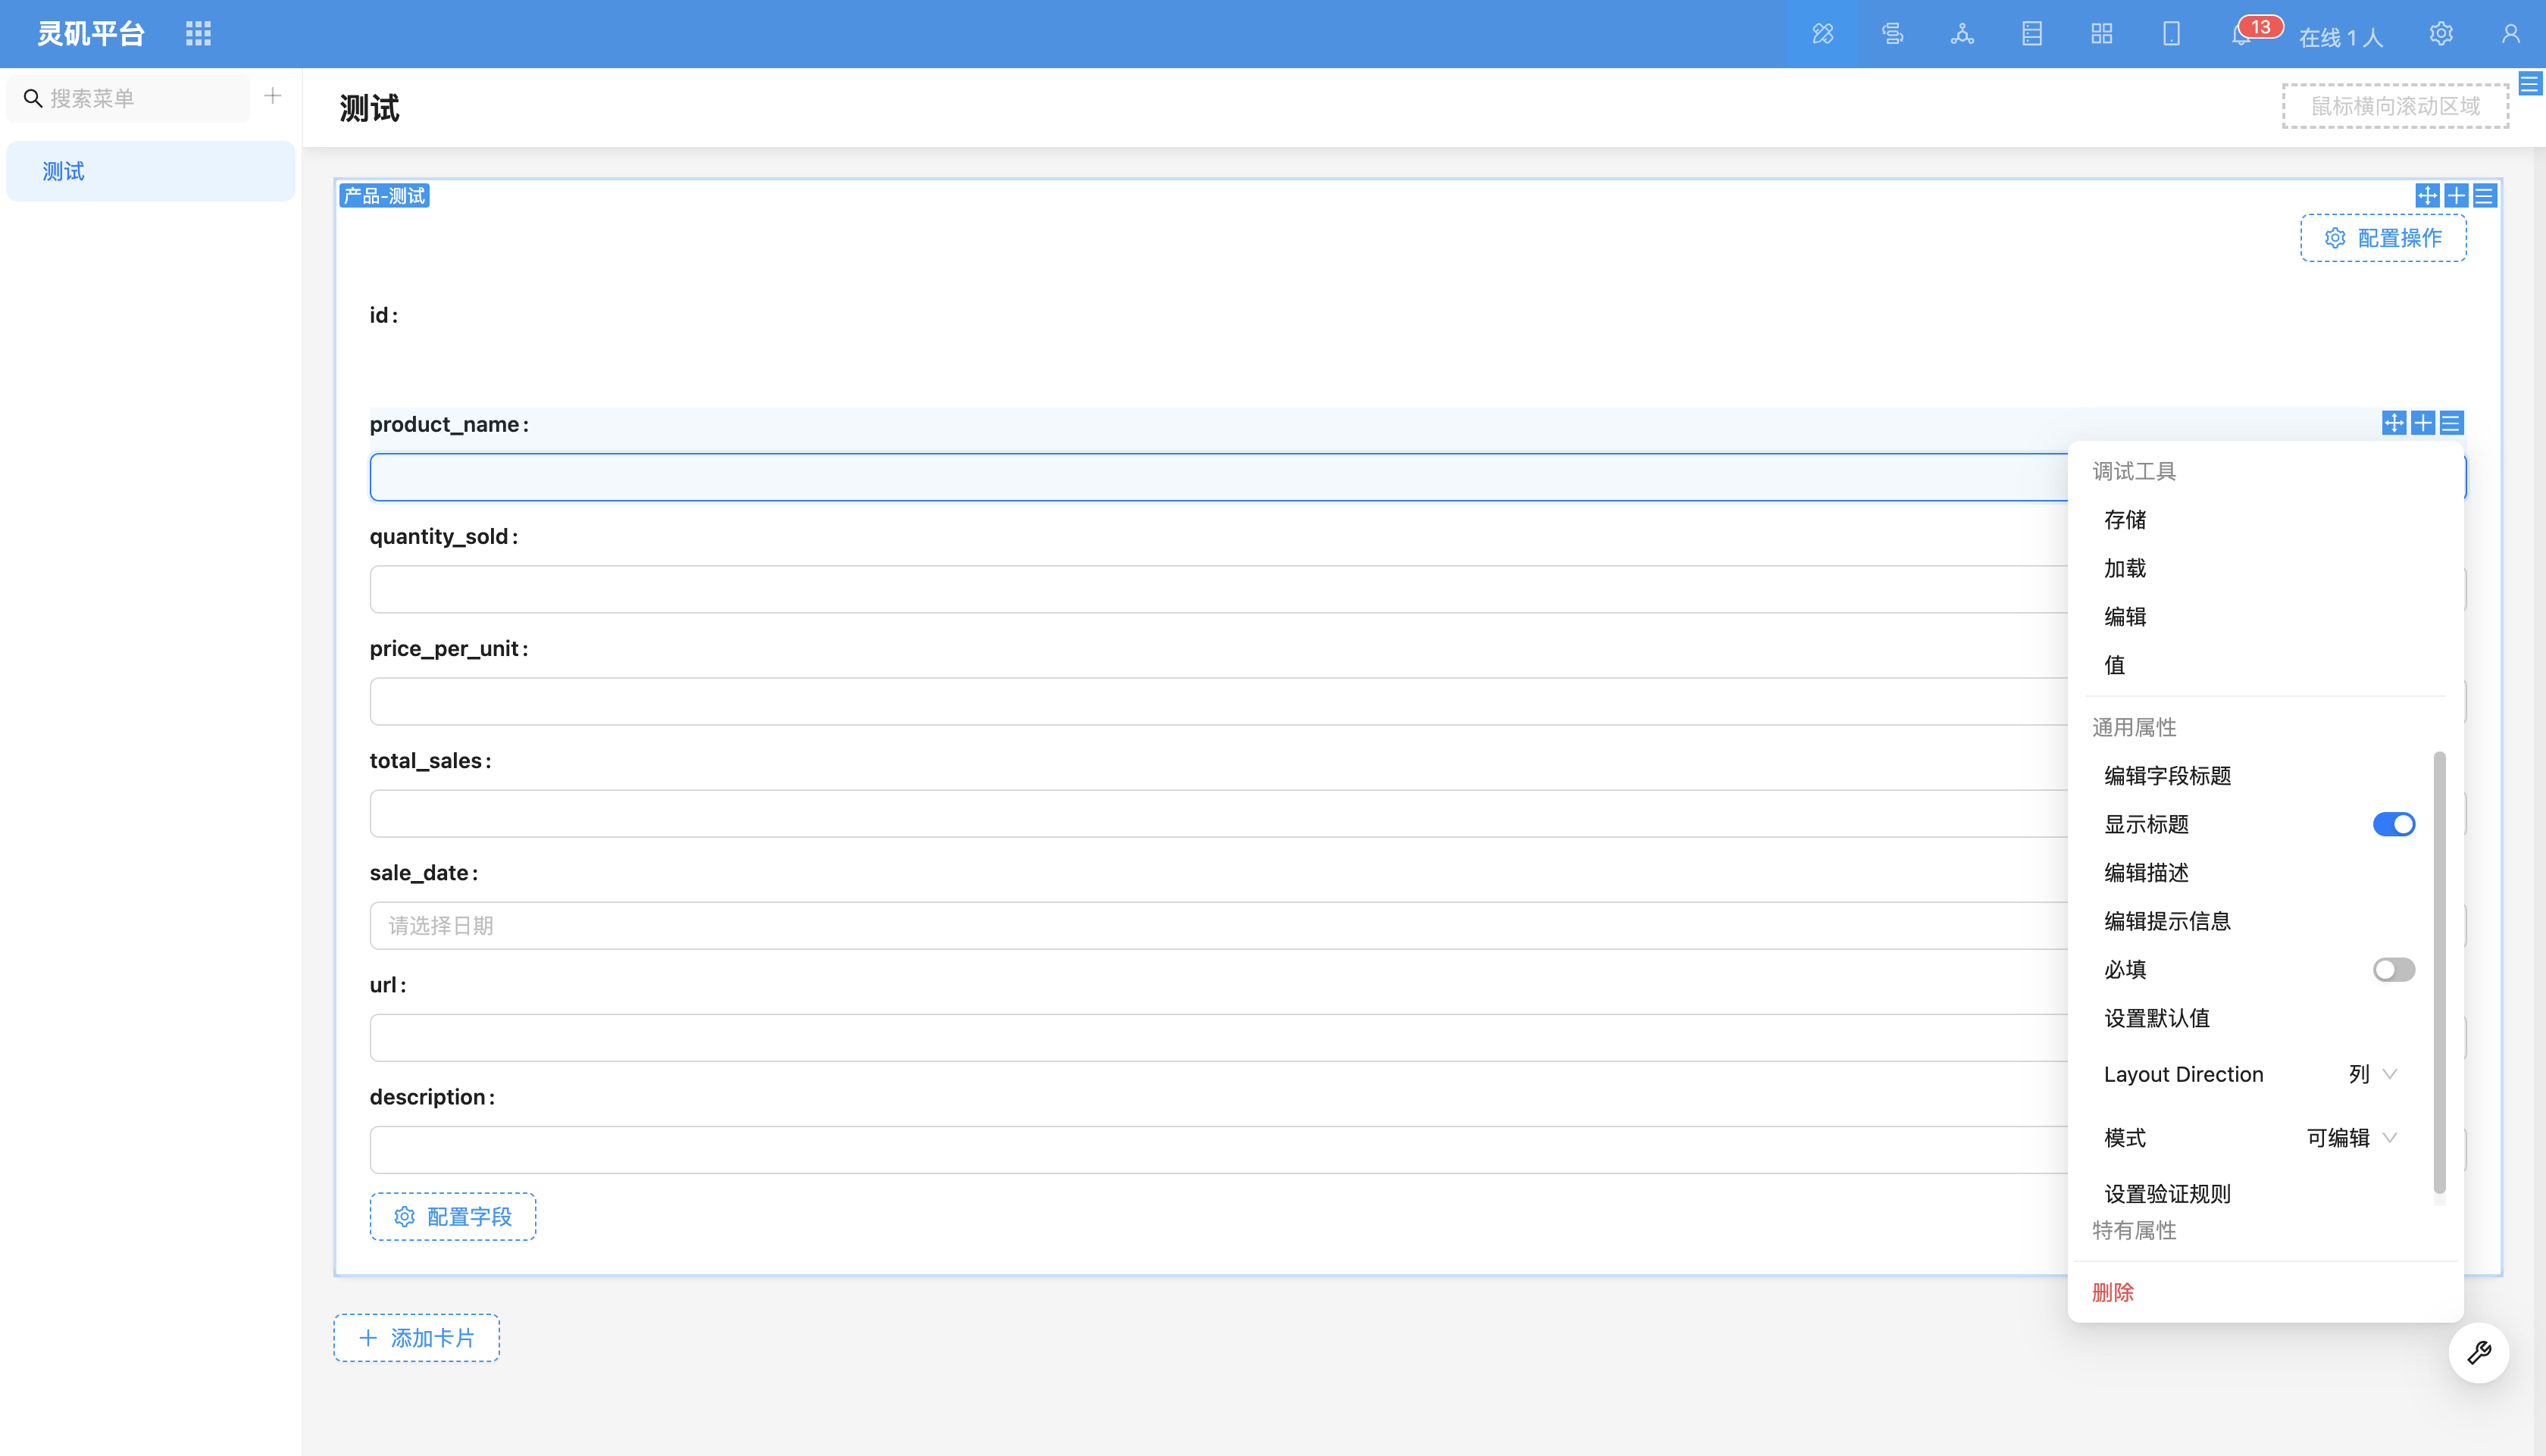 灵矶平台
13
在线 1 人
搜索菜单
测试
测试
鼠标横向滚动区域
产品-测试
配置操作
id :
product_name :
quantity_sold :
price_per_unit :
total_sales :
sale_date :
请选择日期
url :
description :
配置字段
添加卡片
调试工具
存储
加载
编辑
值
通用属性
编辑字段标题
显示标题
编辑描述
编辑提示信息
必填
设置默认值
Layout Direction 列
模式 可编辑
设置验证规则
特有属性
删除